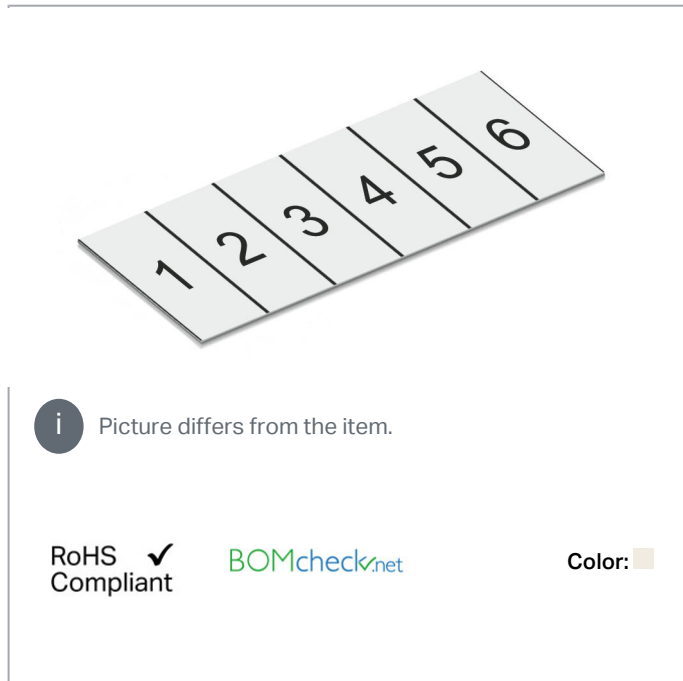 1 2 3 4 5 6
i Picture differs from the item.
RoHS ✓
Compliant
BOMcheck.net
Color: